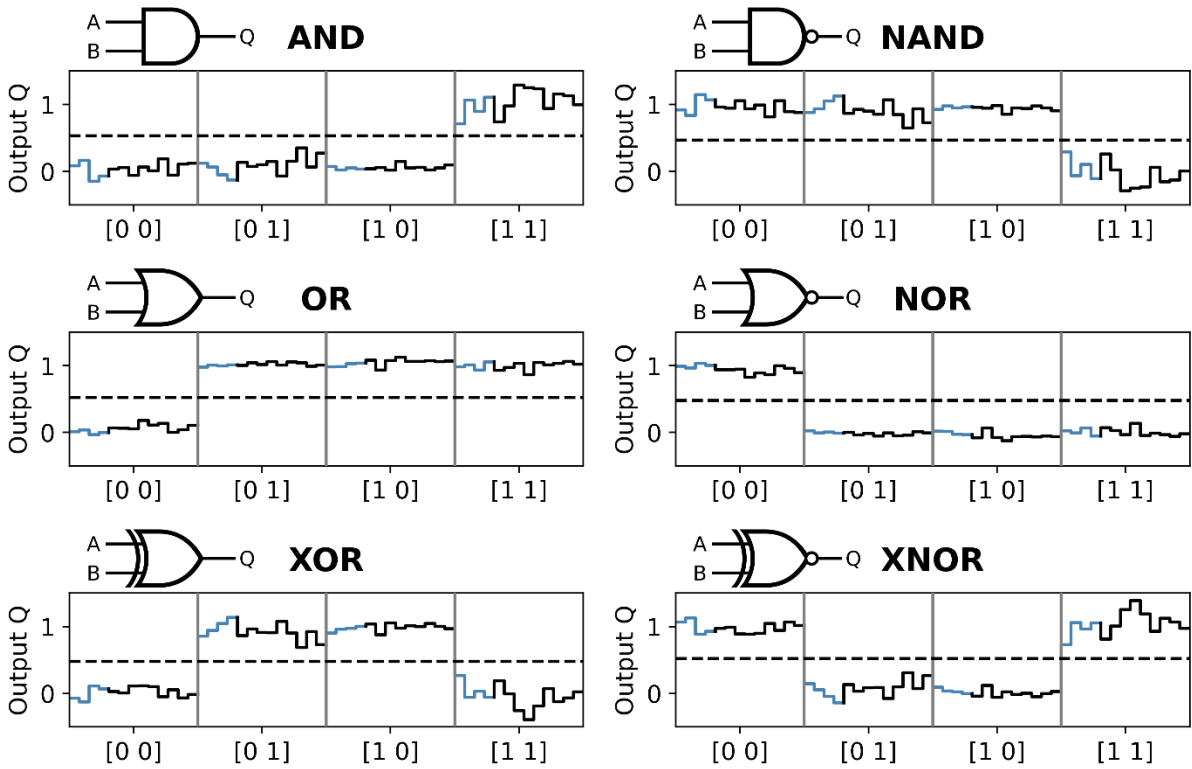 A
B
Q
AND
Output Q
1
0
[0 0] [0 1] [1 0] [1 1]
A
B
Q
NAND
Output Q
1
0
[0 0] [0 1] [1 0] [1 1]
A
B
Q
OR
Output Q
1
0
[0 0] [0 1] [1 0] [1 1]
A
B
Q
NOR
Output Q
1
0
[0 0] [0 1] [1 0] [1 1]
A
B
Q
XOR
Output Q
1
0
[0 0] [0 1] [1 0] [1 1]
A
B
Q
XNOR
Output Q
1
0
[0 0] [0 1] [1 0] [1 1]